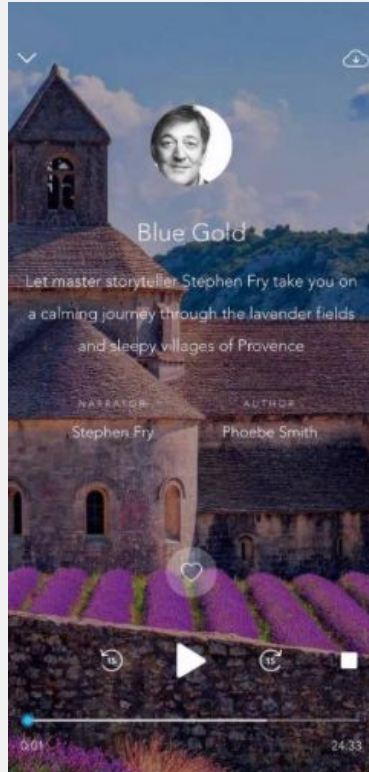 Blue Gold
Let master storyteller Stephen Fry take you on
a calming journey through the lavender fields
and sleepy villages of Provence
NARRATOR
AUTHOR
Stephen Fry
Phoebe Smith
15
15
0:01
24:33